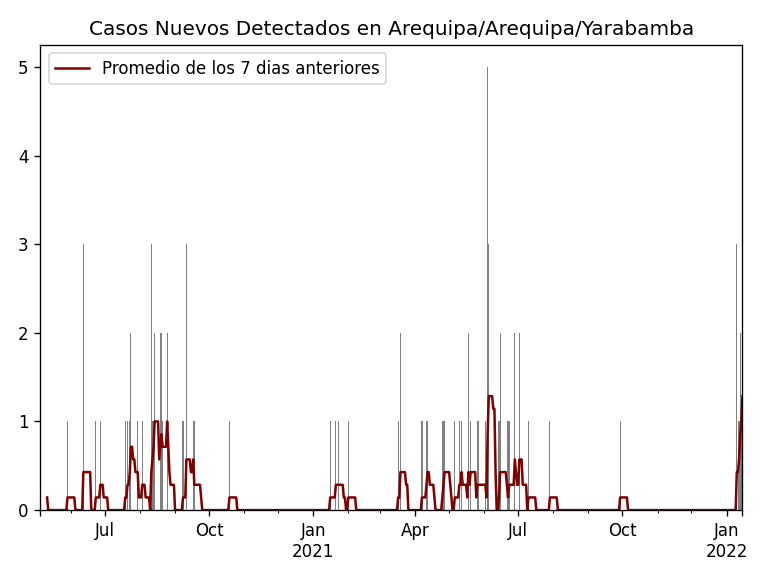 Casos Nuevos Detectados en Arequipa/Arequipa/Yarabamba
Promedio de los 7 dias anteriores
5
4
3
2
1
0
Jul Oct Jan Apr Jul Oct Jan
2021 2022